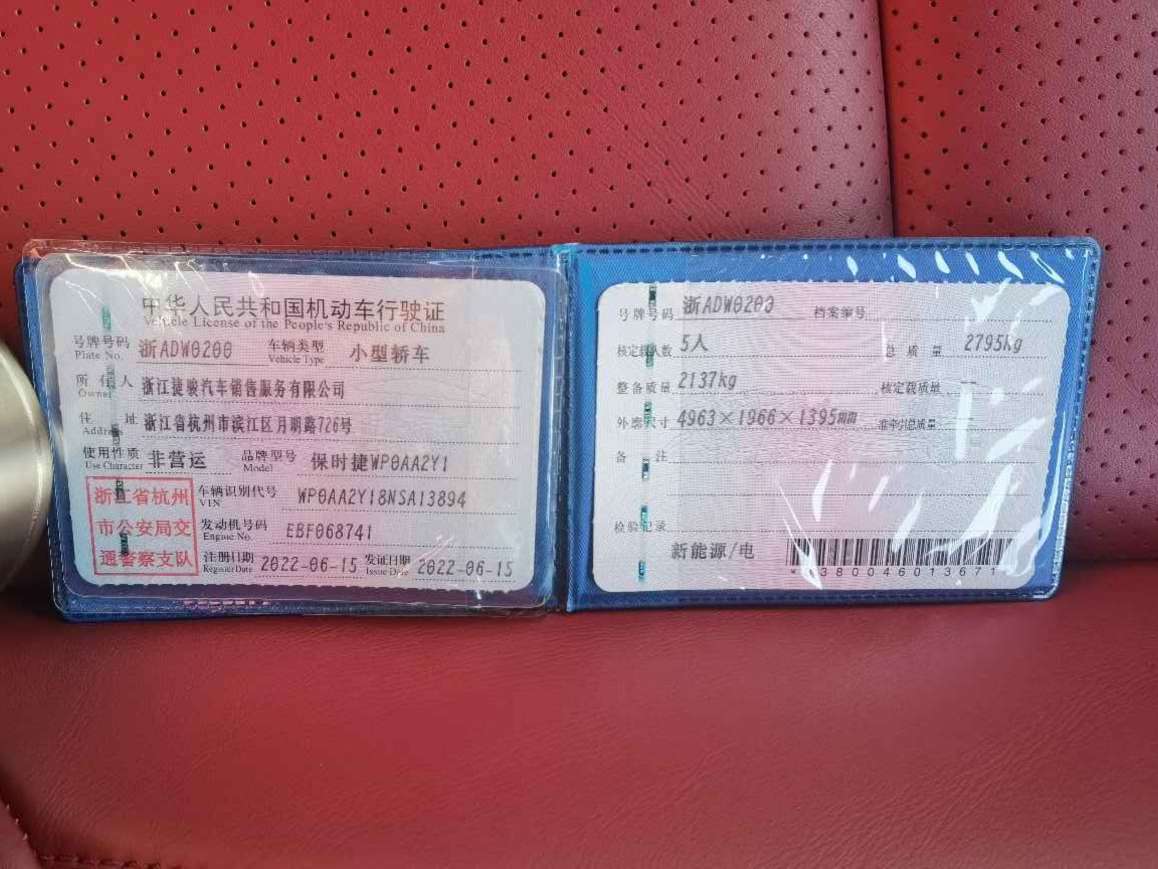 中华人民共和国机动车行驶证
Vehicle License of the People's Republic of China
号牌号码 浙ADW0200 车辆类型 小型轿车
Plate No. Vehicle Type
所有人 浙江捷骏汽车销售服务有限公司
Owner
住址 浙江省杭州市滨江区月明路726号
Address
使用性质 非营运 品牌型号 保时捷WP0AA2Y1
Use Character Model
浙江省杭州
市公安局交
通警察支队
车辆识别代号 WP0AA2Y18NSA13894
VIN
发动机号码 EBF068741
Engine No.
注册日期 2022-06-15 发证日期 2022-06-15
Register Date Issue Date
号牌号码 浙ADW0200 档案编号
核定载人数 5人 总质量 2795kg
整备质量 2137kg 核定载质量 --
外廓尺寸 4963×1966×1395mm 准牵引总质量
备注
检验记录
新能源/电
3380046013671